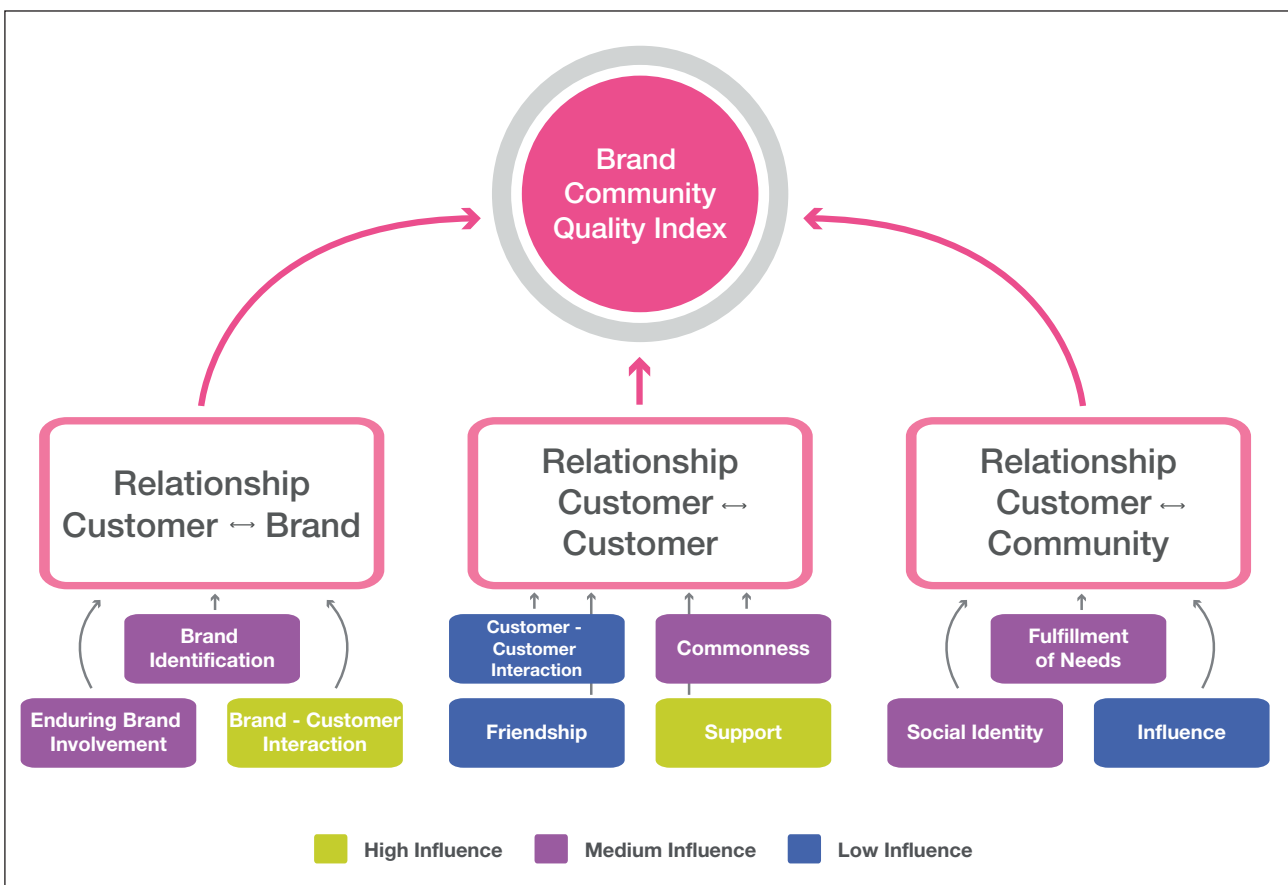 Brand
Community
Quality Index
Relationship
Customer ↔ Brand
Relationship
Customer ↔
Customer
Relationship
Customer ↔
Community
Brand
Identification
Enduring Brand
Involvement
Brand - Customer
Interaction
Customer -
Customer
Interaction
Commonness
Friendship
Support
Fulfillment
of Needs
Social Identity
Influence
High Influence
Medium Influence
Low Influence